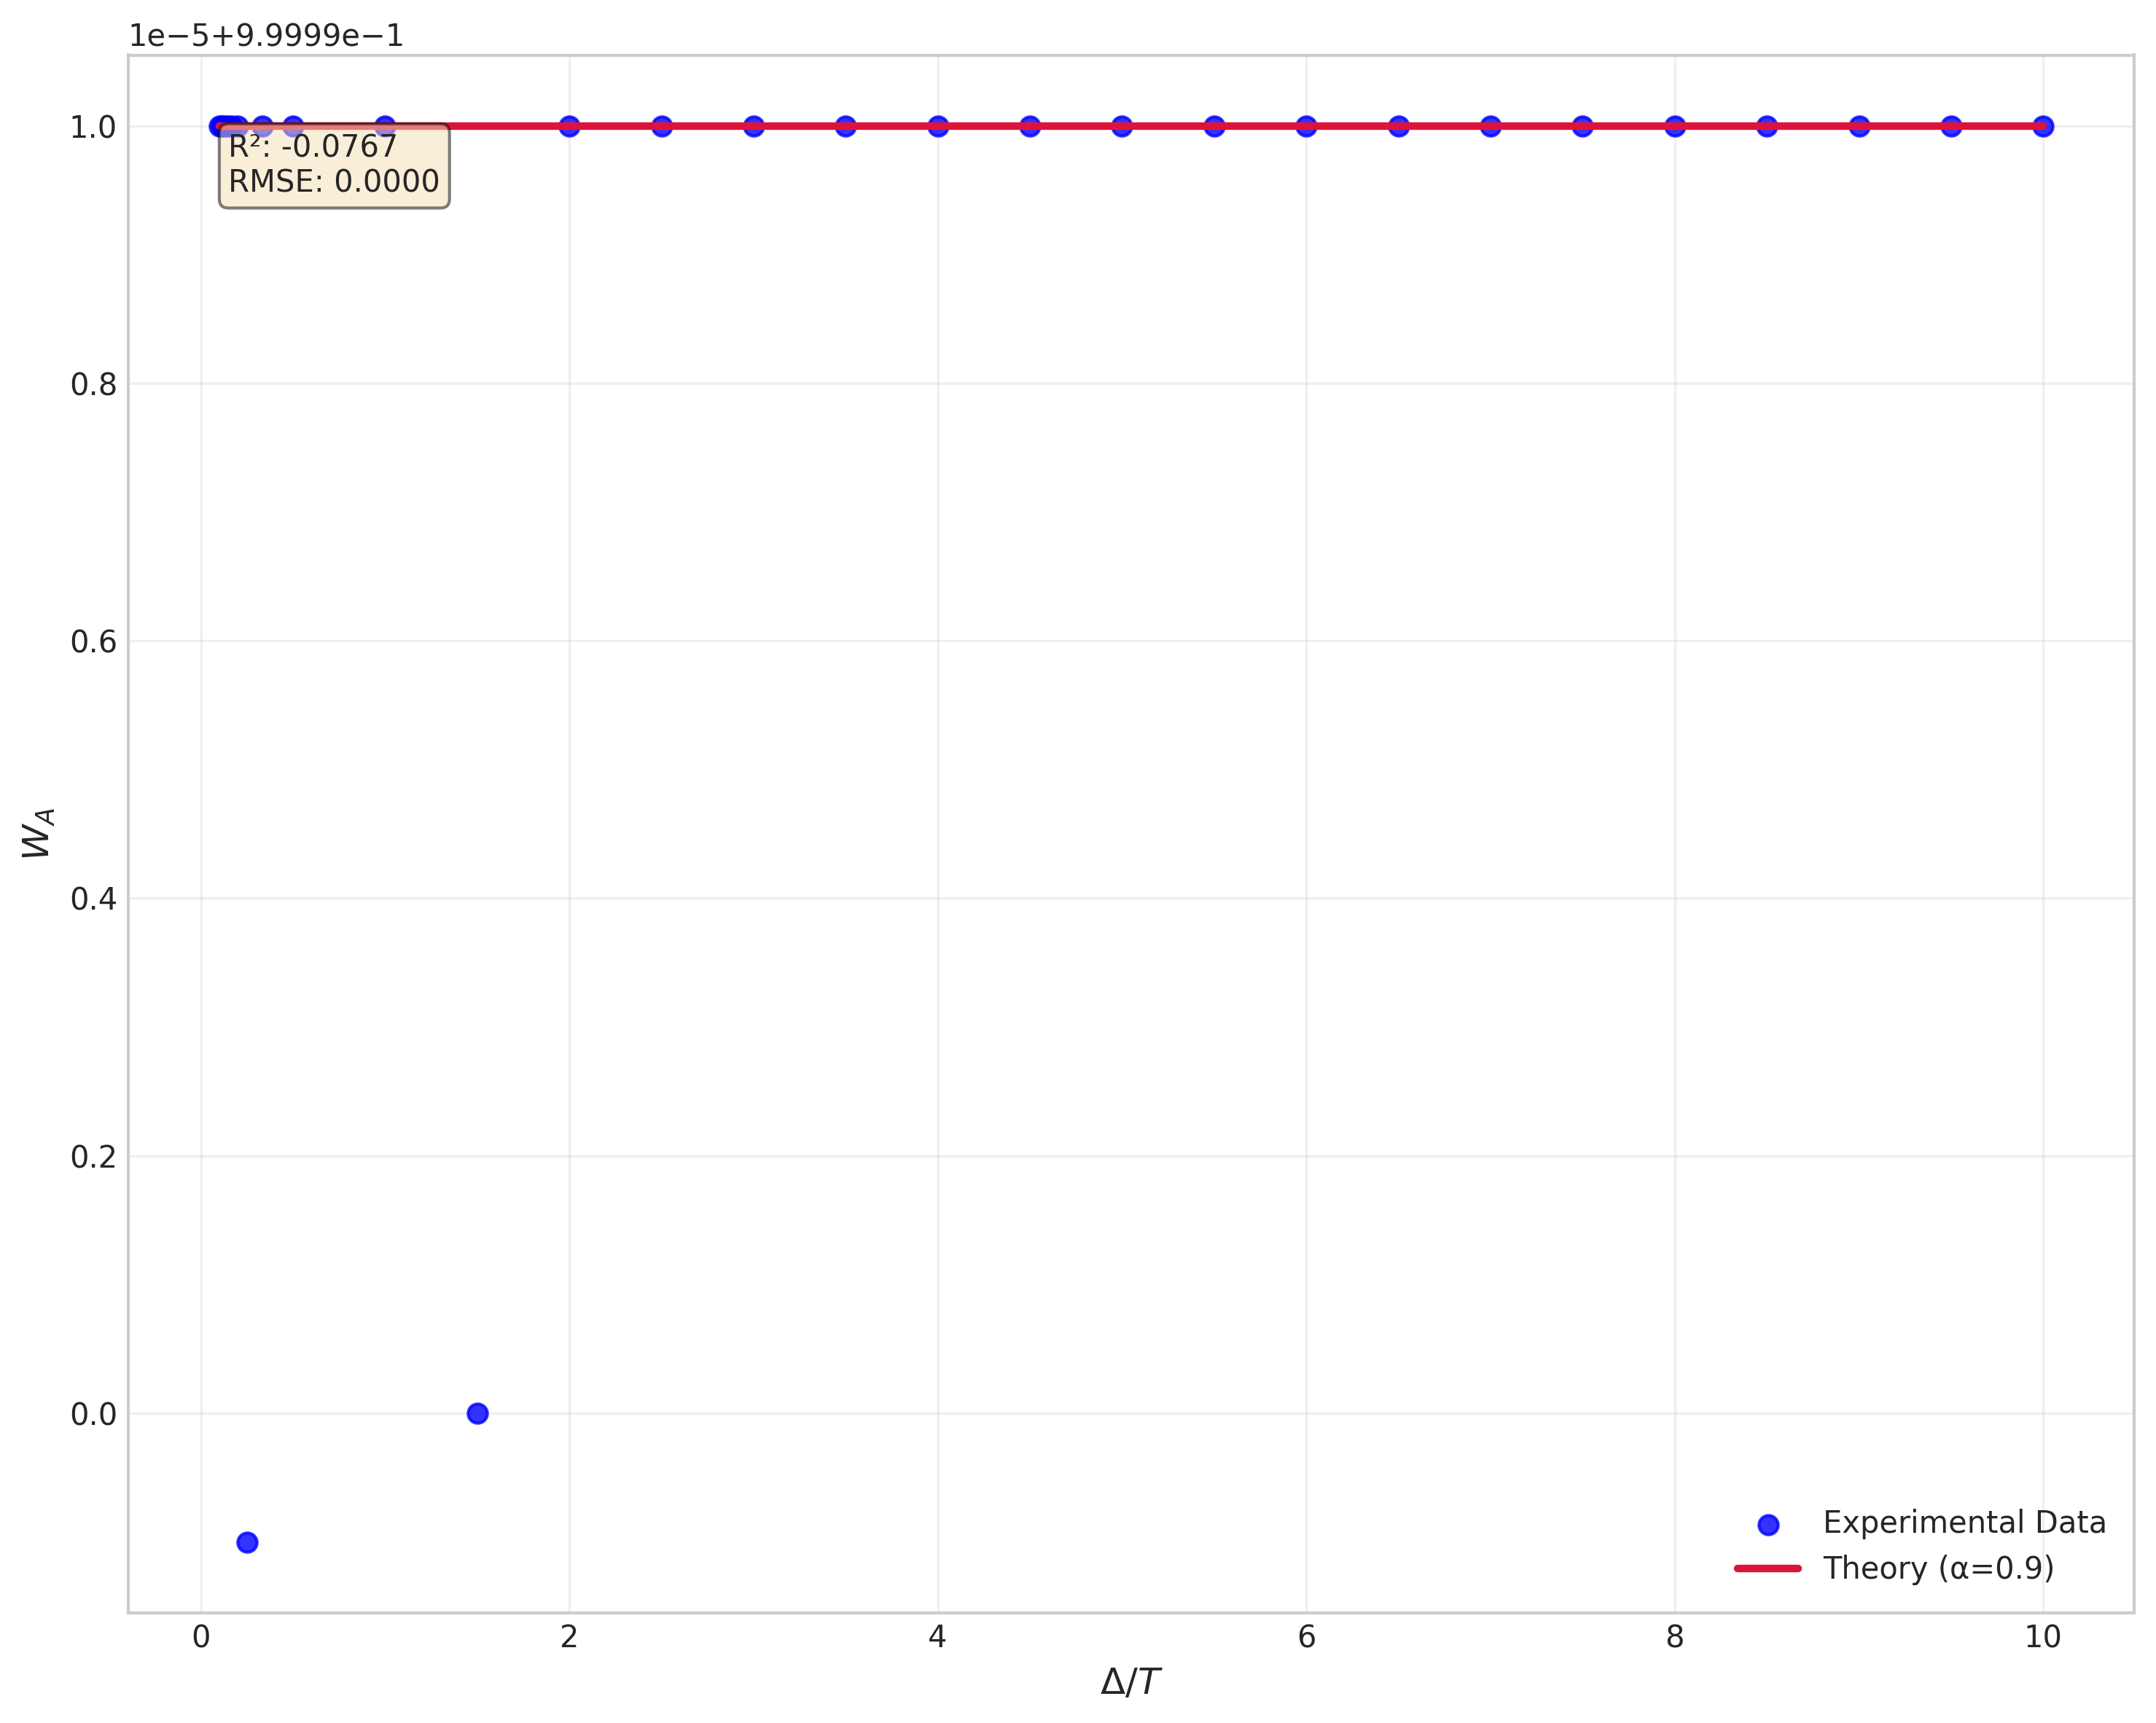 1e−5+9.9999e−1
1.0
0.8
0.6
0.4
0.2
0.0
W_A
R²: -0.0767
RMSE: 0.0000
Experimental Data
Theory (α=0.9)
0 2 4 6 8 10
Δ/T